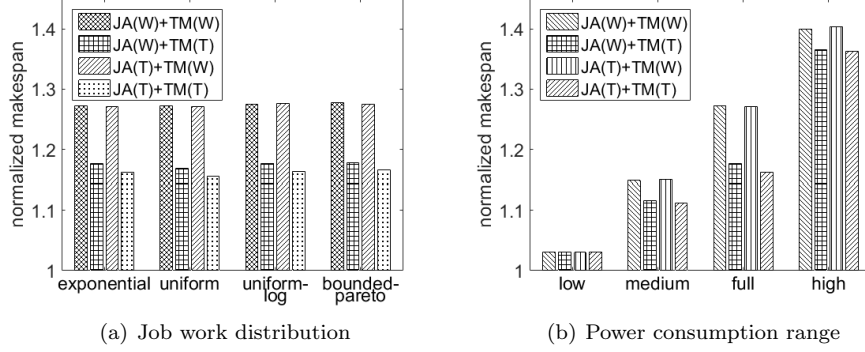 1.4
1.3
1.2
1.1
1
normalized makespan
JA(W)+TM(W)
JA(W)+TM(T)
JA(T)+TM(W)
JA(T)+TM(T)
exponential uniform uniform-log bounded-pareto
(a) Job work distribution
1.4
1.3
1.2
1.1
1
normalized makespan
JA(W)+TM(W)
JA(W)+TM(T)
JA(T)+TM(W)
JA(T)+TM(T)
low medium full high
(b) Power consumption range